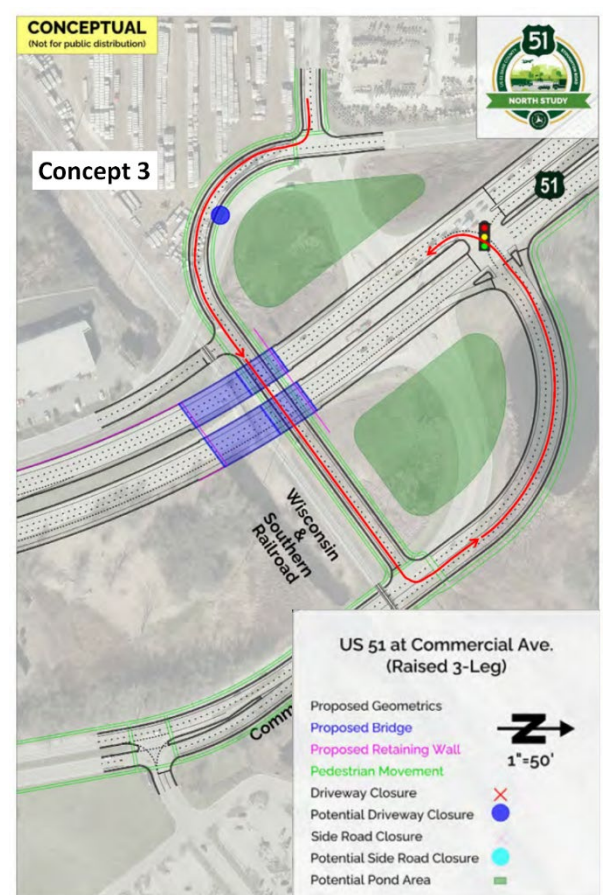 CONCEPTUAL
(Not for public distribution)
51
NORTH STUDY
Concept 3
51
Wisconsin
&
Southern
Railroad
Comm
US 51 at Commercial Ave.
(Raised 3-Leg)
Proposed Geometrics
Proposed Bridge
Proposed Retaining Wall
Pedestrian Movement
Driveway Closure
Potential Driveway Closure
Side Road Closure
Potential Side Road Closure
Potential Pond Area
N
1"=50'